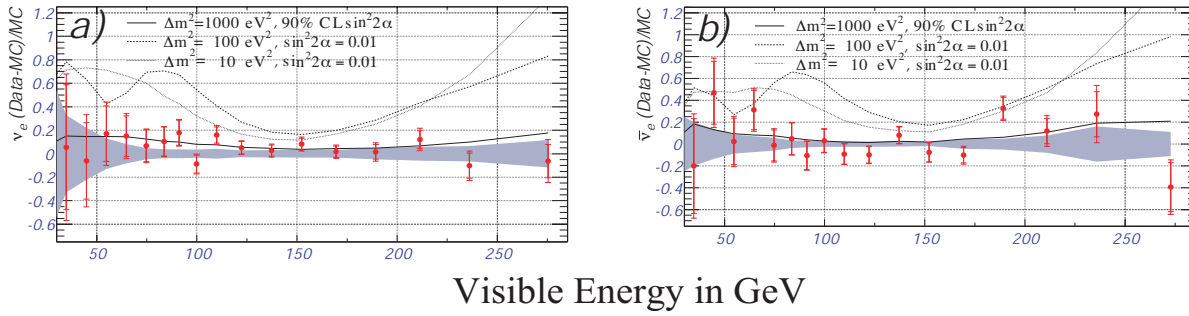 a)
Δm²=1000 eV², 90% CL sin²2α
Δm²= 100 eV², sin²2α = 0.01
Δm²= 10 eV², sin²2α = 0.01
νₑ (Data-MC)/MC
1.2
1
0.8
0.6
0.4
0.2
0
-0.2
-0.4
-0.6
50
100
150
200
250
b)
Δm²=1000 eV², 90% CL sin²2α
Δm²= 100 eV², sin²2α = 0.01
Δm²= 10 eV², sin²2α = 0.01
ν̅ₑ (Data-MC)/MC
1.2
1
0.8
0.6
0.4
0.2
0
-0.2
-0.4
-0.6
50
100
150
200
250
Visible Energy in GeV